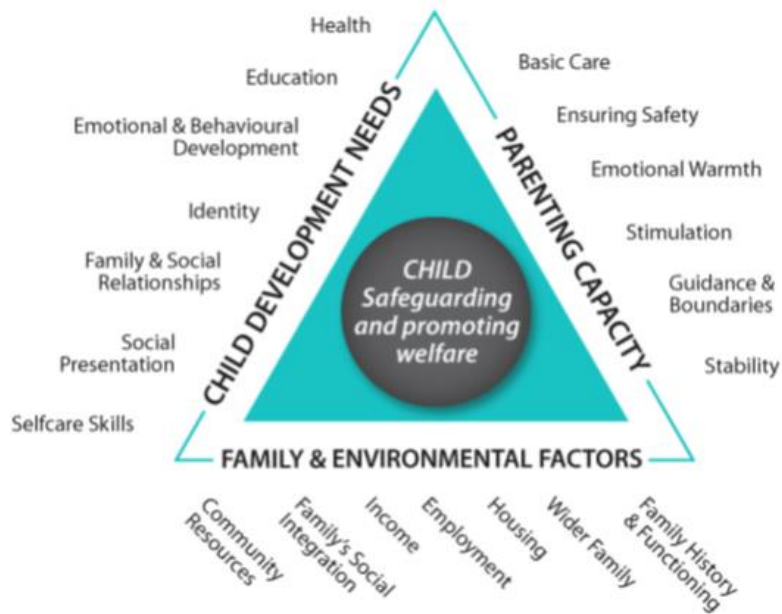 Health
Education
Emotional & Behavioural
Development
Identity
Family & Social
Relationships
Social
Presentation
Selfcare Skills
CHILD DEVELOPMENT NEEDS
CHILD
Safeguarding
and promoting
welfare
PARENTING CAPACITY
Basic Care
Ensuring Safety
Emotional Warmth
Stimulation
Guidance &
Boundaries
Stability
FAMILY & ENVIRONMENTAL FACTORS
Community
Resources
Family's Social
Integration
Income
Employment
Housing
Wider Family
Family History
& Functioning